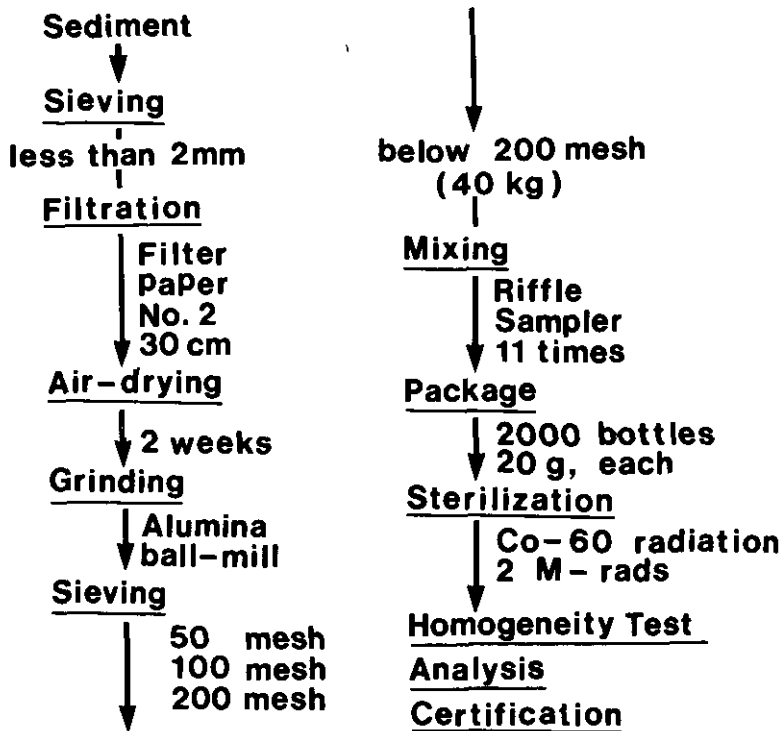 Sediment
Sieving
less than 2mm
Filtration
Filter
paper
No. 2
30 cm
Air-drying
2 weeks
Grinding
Alumina
ball-mill
Sieving
50 mesh
100 mesh
200 mesh
below 200 mesh
(40 kg)
Mixing
Riffle
Sampler
11 times
Package
2000 bottles
20 g, each
Sterilization
Co-60 radiation
2 M-rads
Homogeneity Test
Analysis
Certification